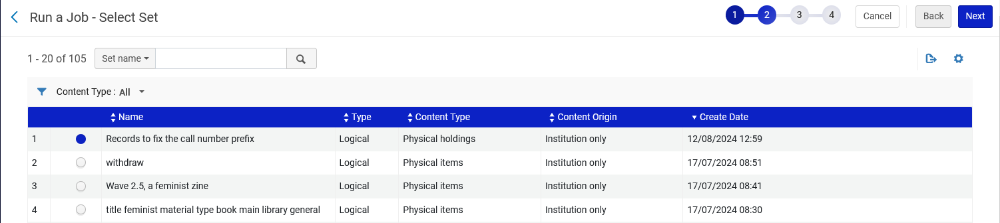 Run a Job - Select Set 1 2 3 4 Cancel Back Next
1 - 20 of 105 Set name
Content Type : All
Name Type Content Type Content Origin Create Date
1 Records to fix the call number prefix Logical Physical holdings Institution only 12/08/2024 12:59
2 withdraw Logical Physical items Institution only 17/07/2024 08:51
3 Wave 2.5, a feminist zine Logical Physical items Institution only 17/07/2024 08:41
4 title feminist material type book main library general Logical Physical items Institution only 17/07/2024 08:30